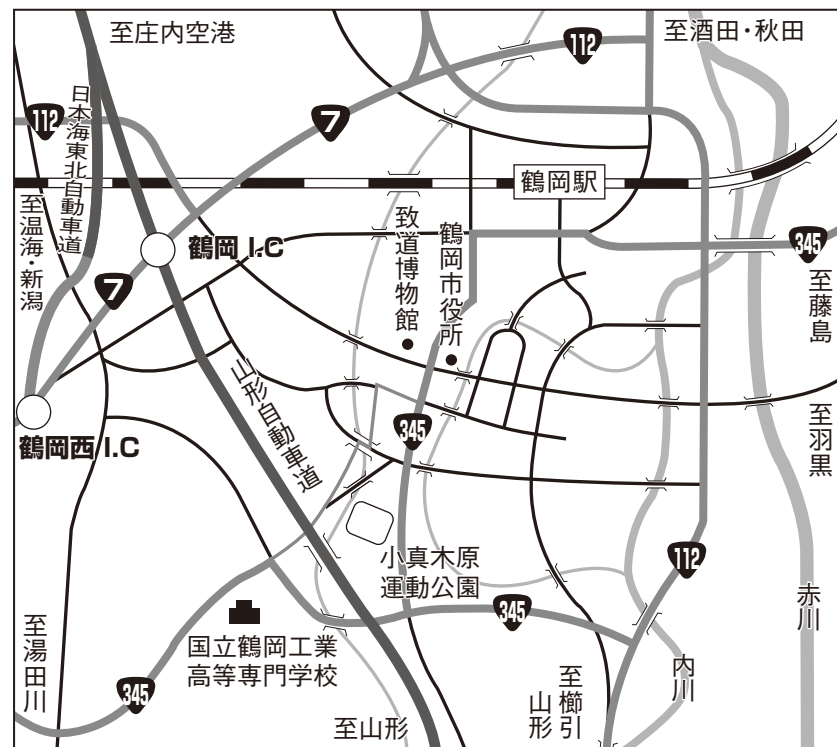 至庄内空港
至酒田・秋田
112
112
7
日本海東北自動車道
鶴岡駅
至温海・新潟
鶴岡 I.C
致道博物館
鶴岡市役所
345
至藤島
7
山形自動車道
至羽黒
345
鶴岡西 I.C
小真木原
運動公園
112
345
赤川
至湯田川
国立鶴岡工業
高等専門学校
内川
345
至山形
至櫛引
山形